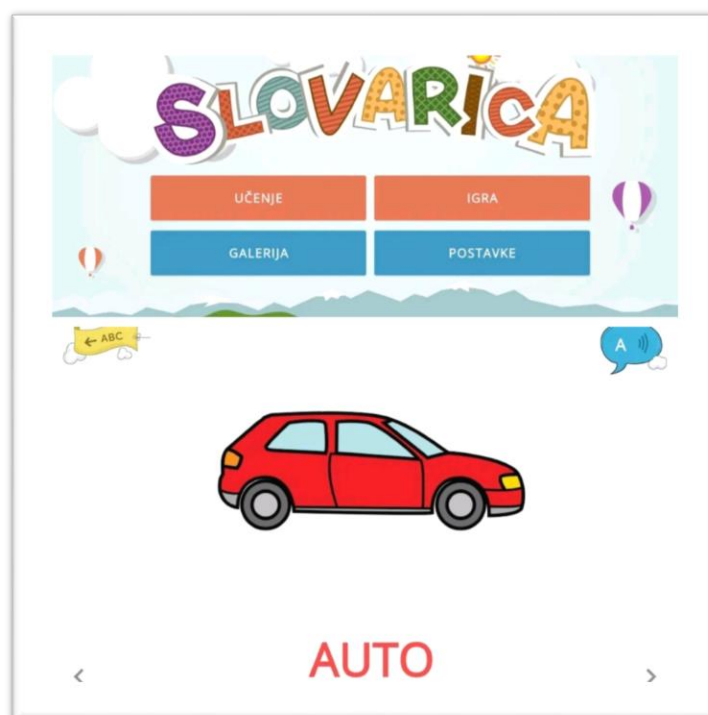 SLOVARICA
UČENJE IGRA
GALERIJA POSTAVKE
← ABC
A
AUTO